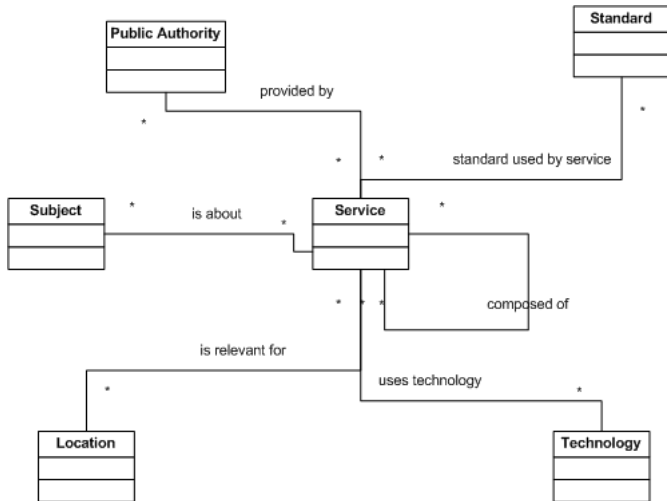 Standard
Public Authority
provided by
*
*
*
*
standard used by service
Subject
*
is about
*
Service
*
*
*
*
composed of
is relevant for
uses technology
*
*
Location
Technology